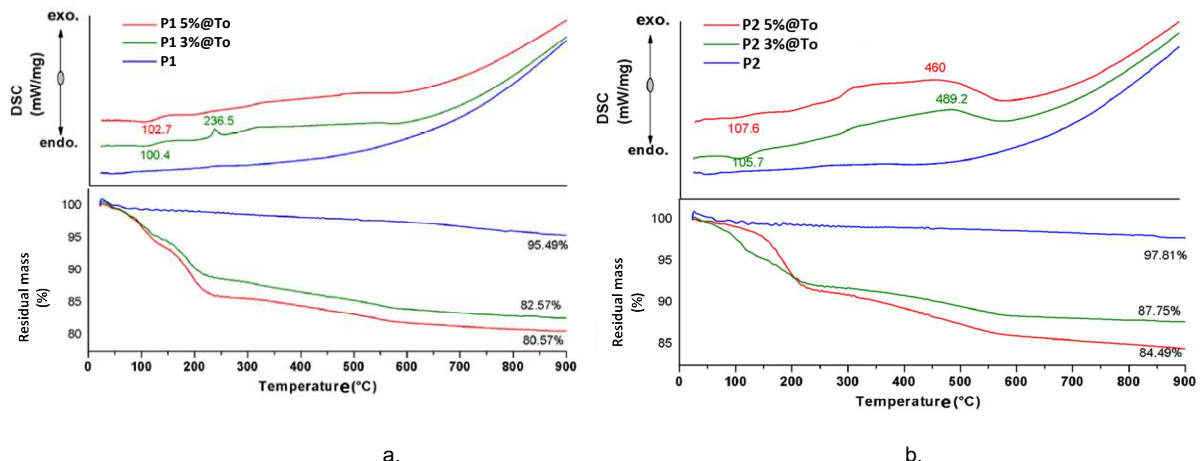 exo.
P1 5%@To
P1 3%@To
P1
DSC
(mW/mg)
endo.
102.7
236.5
100.4
100
95
90
85
80
Residual mass
(%)
95.49%
82.57%
80.57%
0 100 200 300 400 500 600 700 800 900
Temperature(°C)
a.
exo.
P2 5%@To
P2 3%@To
P2
DSC
(mW/mg)
endo.
460
489.2
107.6
105.7
100
95
90
85
Residual mass
(%)
97.81%
87.75%
84.49%
0 100 200 300 400 500 600 700 800 900
Temperature(°C)
b.